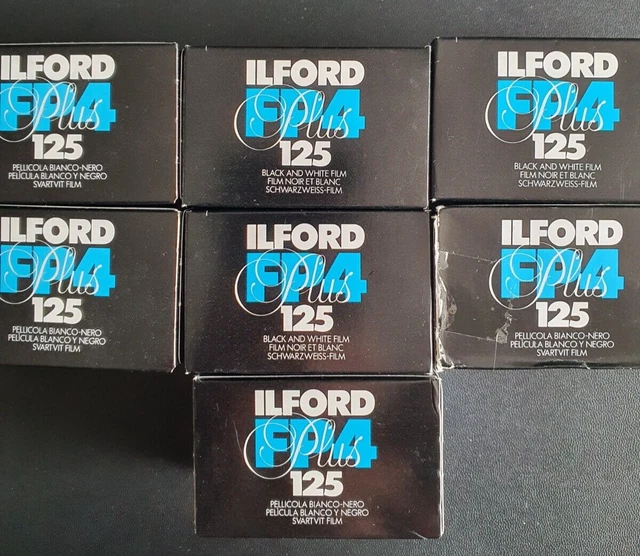 ILFORD
FP4 Plus
125
PELLICOLA BIANCO-NERO
PELÍCULA BLANCO Y NEGRO
SVARTVIT FILM
ILFORD
FP4 Plus
125
BLACK AND WHITE FILM
FILM NOIR ET BLANC
SCHWARZWEISS-FILM
ILFORD
FP4 Plus
125
BLACK AND WHITE FILM
FILM NOIR ET BLANC
SCHWARZWEISS-FILM
ILFORD
FP4 Plus
125
PELLICOLA BIANCO-NERO
PELÍCULA BLANCO Y NEGRO
SVARTVIT FILM
ILFORD
FP4 Plus
125
BLACK AND WHITE FILM
FILM NOIR ET BLANC
SCHWARZWEISS-FILM
ILFORD
FP4 Plus
125
PELLICOLA BIANCO-NERO
PELÍCULA BLANCO Y NEGRO
SVARTVIT FILM
ILFORD
FP4 Plus
125
PELLICOLA BIANCO-NERO
PELÍCULA BLANCO Y NEGRO
SVARTVIT FILM